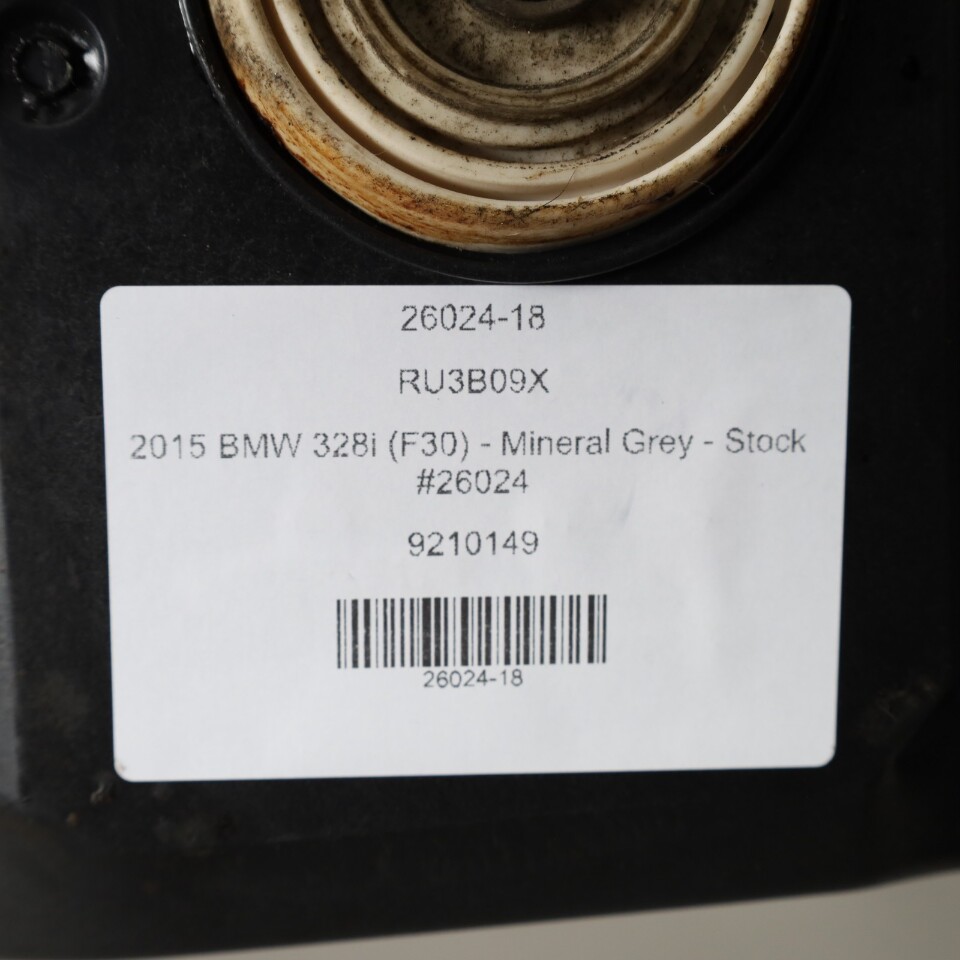 26024-18
RU3B09X
2015 BMW 328i (F30) - Mineral Grey - Stock
#26024
9210149
26024-18